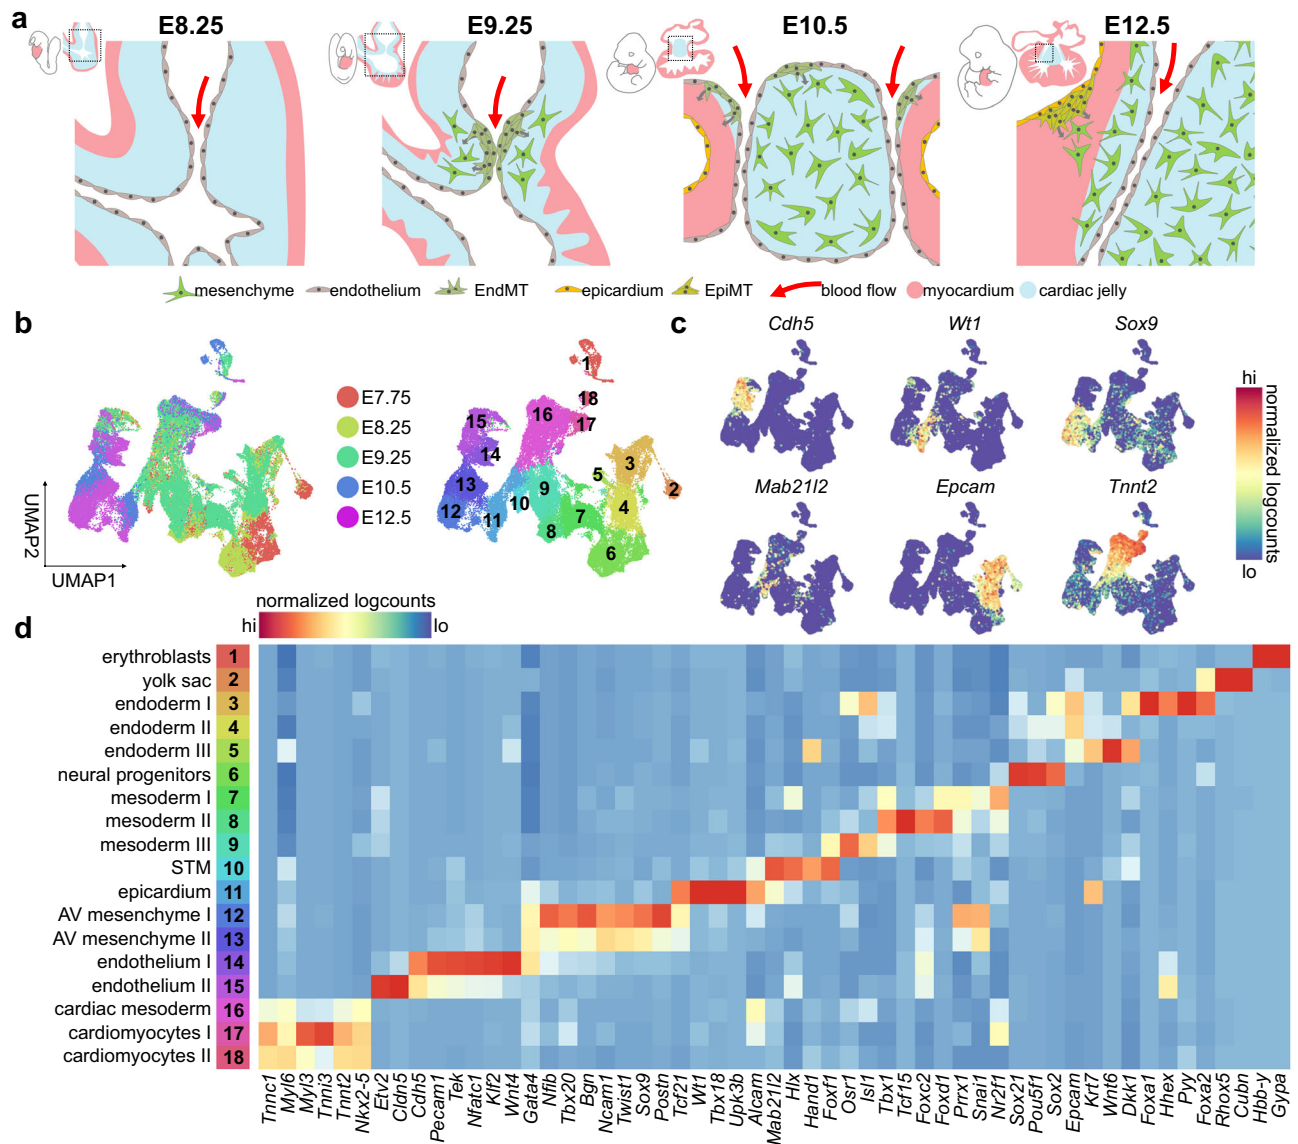 a
E8.25
E9.25
E10.5
E12.5
mesenchyme
endothelium
EndMT
epicardium
EpiMT
blood flow
myocardium
cardiac jelly
b
E7.75
E8.25
E9.25
E10.5
E12.5
UMAP2
UMAP1
1
18
17
16
15
14
13
12
11
10
9
8
7
6
5
4
3
2
c
Cdh5
Wt1
Sox9
Mab21l2
Epcam
Tnnt2
hi
normalized logcounts
lo
d
normalized logcounts
hi
lo
erythroblasts 1
yolk sac 2
endoderm I 3
endoderm II 4
endoderm III 5
neural progenitors 6
mesoderm I 7
mesoderm II 8
mesoderm III 9
STM 10
epicardium 11
AV mesenchyme I 12
AV mesenchyme II 13
endothelium I 14
endothelium II 15
cardiac mesoderm 16
cardiomyocytes I 17
cardiomyocytes II 18
Tnnc1
Myl6
Myl3
Tnni3
Tnnt2
Nkx2-5
Etv2
Cldn5
Cdh5
Pecam1
Tek
Nfatc1
Klf2
Wnt4
Gata4
Nfib
Tbx20
Bgn
Ncam1
Twist1
Sox9
Postn
Tcf21
Wt1
Tbx18
Upk3b
Alcam
Mab21l2
Hlx
Hand1
Foxf1
Osr1
Isl1
Tbx1
Tcf15
Foxc2
Foxd1
Prrx1
Snai1
Nr2f1
Sox21
Pou5f1
Sox2
Epcam
Krt7
Wnt6
Dkk1
Foxa1
Hhex
Pyy
Foxa2
Rhox5
Cubn
Hbb-y
Gypa